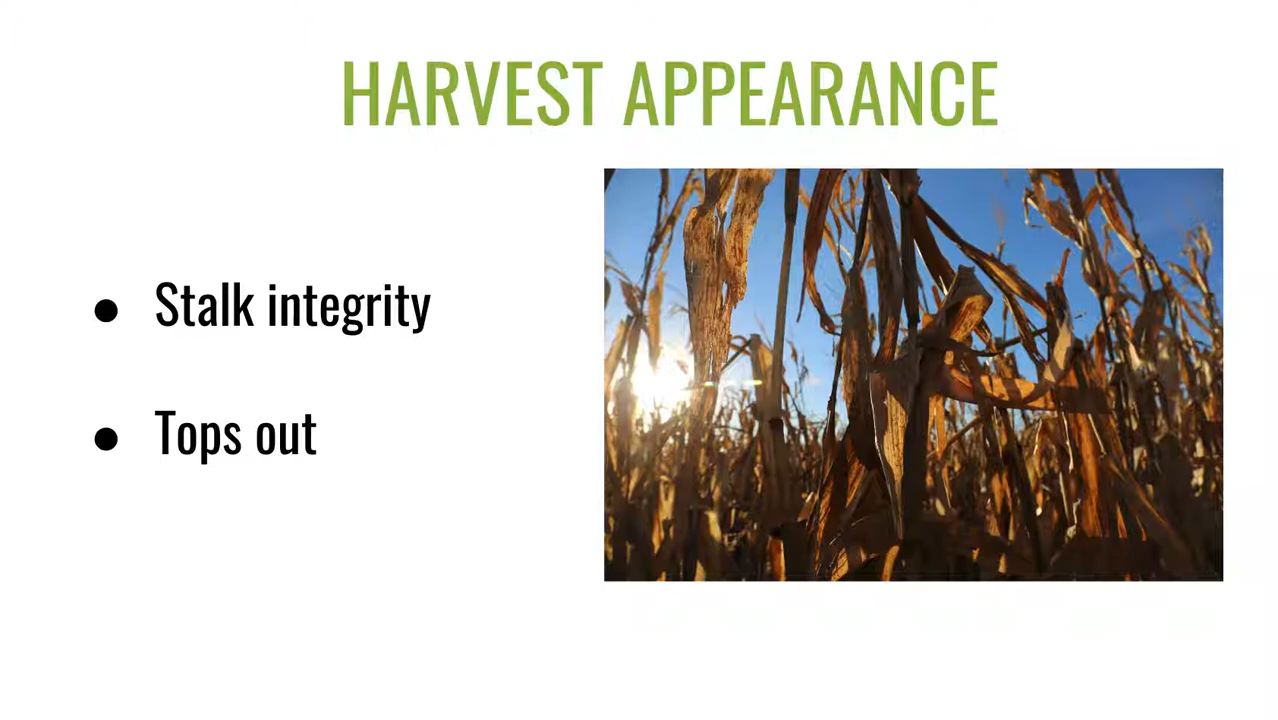 HARVEST APPEARANCE
● Stalk integrity
● Tops out